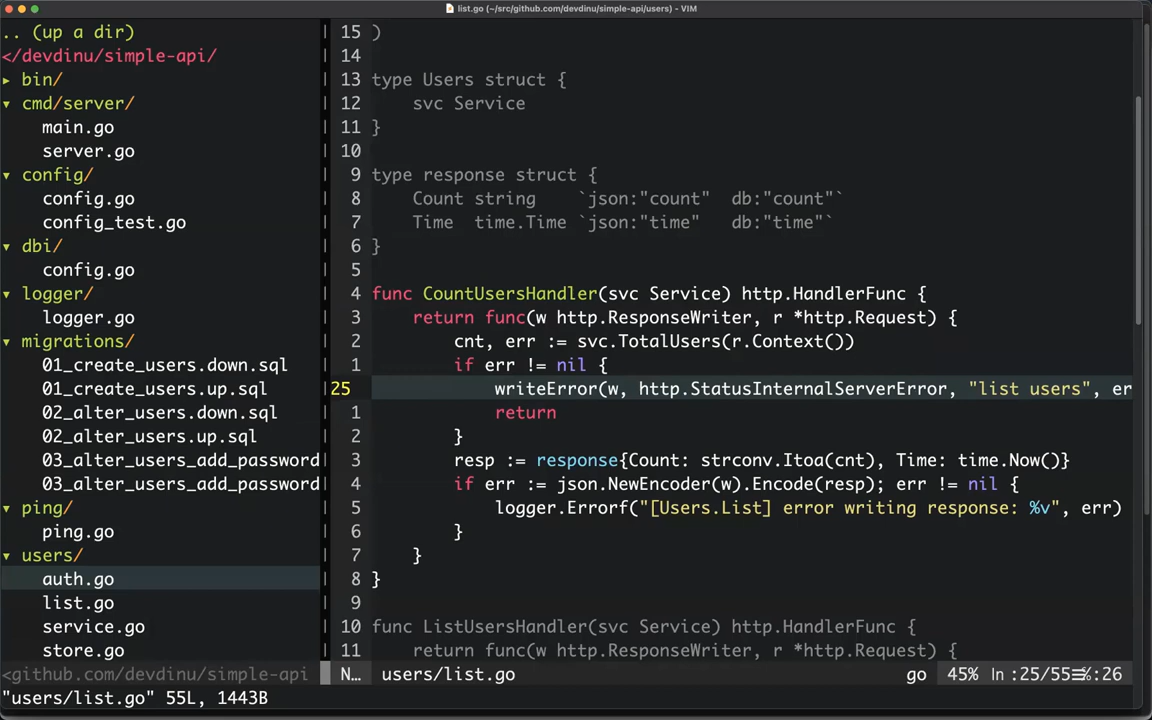 list.go (~/src/github.com/devdinu/simple-api/users) - VIM
.. (up a dir)
</devdinu/simple-api/
▸ bin/
▾ cmd/server/
main.go
server.go
▾ config/
config.go
config_test.go
▾ dbi/
config.go
▾ logger/
logger.go
▾ migrations/
01_create_users.down.sql
01_create_users.up.sql
02_alter_users.down.sql
02_alter_users.up.sql
03_alter_users_add_password
03_alter_users_add_password
▾ ping/
ping.go
▾ users/
auth.go
list.go
service.go
store.go
<github.com/devdinu/simple-api
15 )
14
13 type Users struct {
12     svc Service
11 }
10
9 type response struct {
8     Count string    `json:"count"  db:"count"`
7     Time  time.Time `json:"time"   db:"time"`
6 }
5
4 func CountUsersHandler(svc Service) http.HandlerFunc {
3     return func(w http.ResponseWriter, r *http.Request) {
2         cnt, err := svc.TotalUsers(r.Context())
1         if err != nil {
25             writeError(w, http.StatusInternalServerError, "list users", er
1             return
2         }
3         resp := response{Count: strconv.Itoa(cnt), Time: time.Now()}
4         if err := json.NewEncoder(w).Encode(resp); err != nil {
5             logger.Errorf("[Users.List] error writing response: %v", err)
6         }
7     }
8 }
9
10 func ListUsersHandler(svc Service) http.HandlerFunc {
11     return func(w http.ResponseWriter, r *http.Request) {
N… users/list.go go 45% ln :25/55≡℅:26
"users/list.go" 55L, 1443B